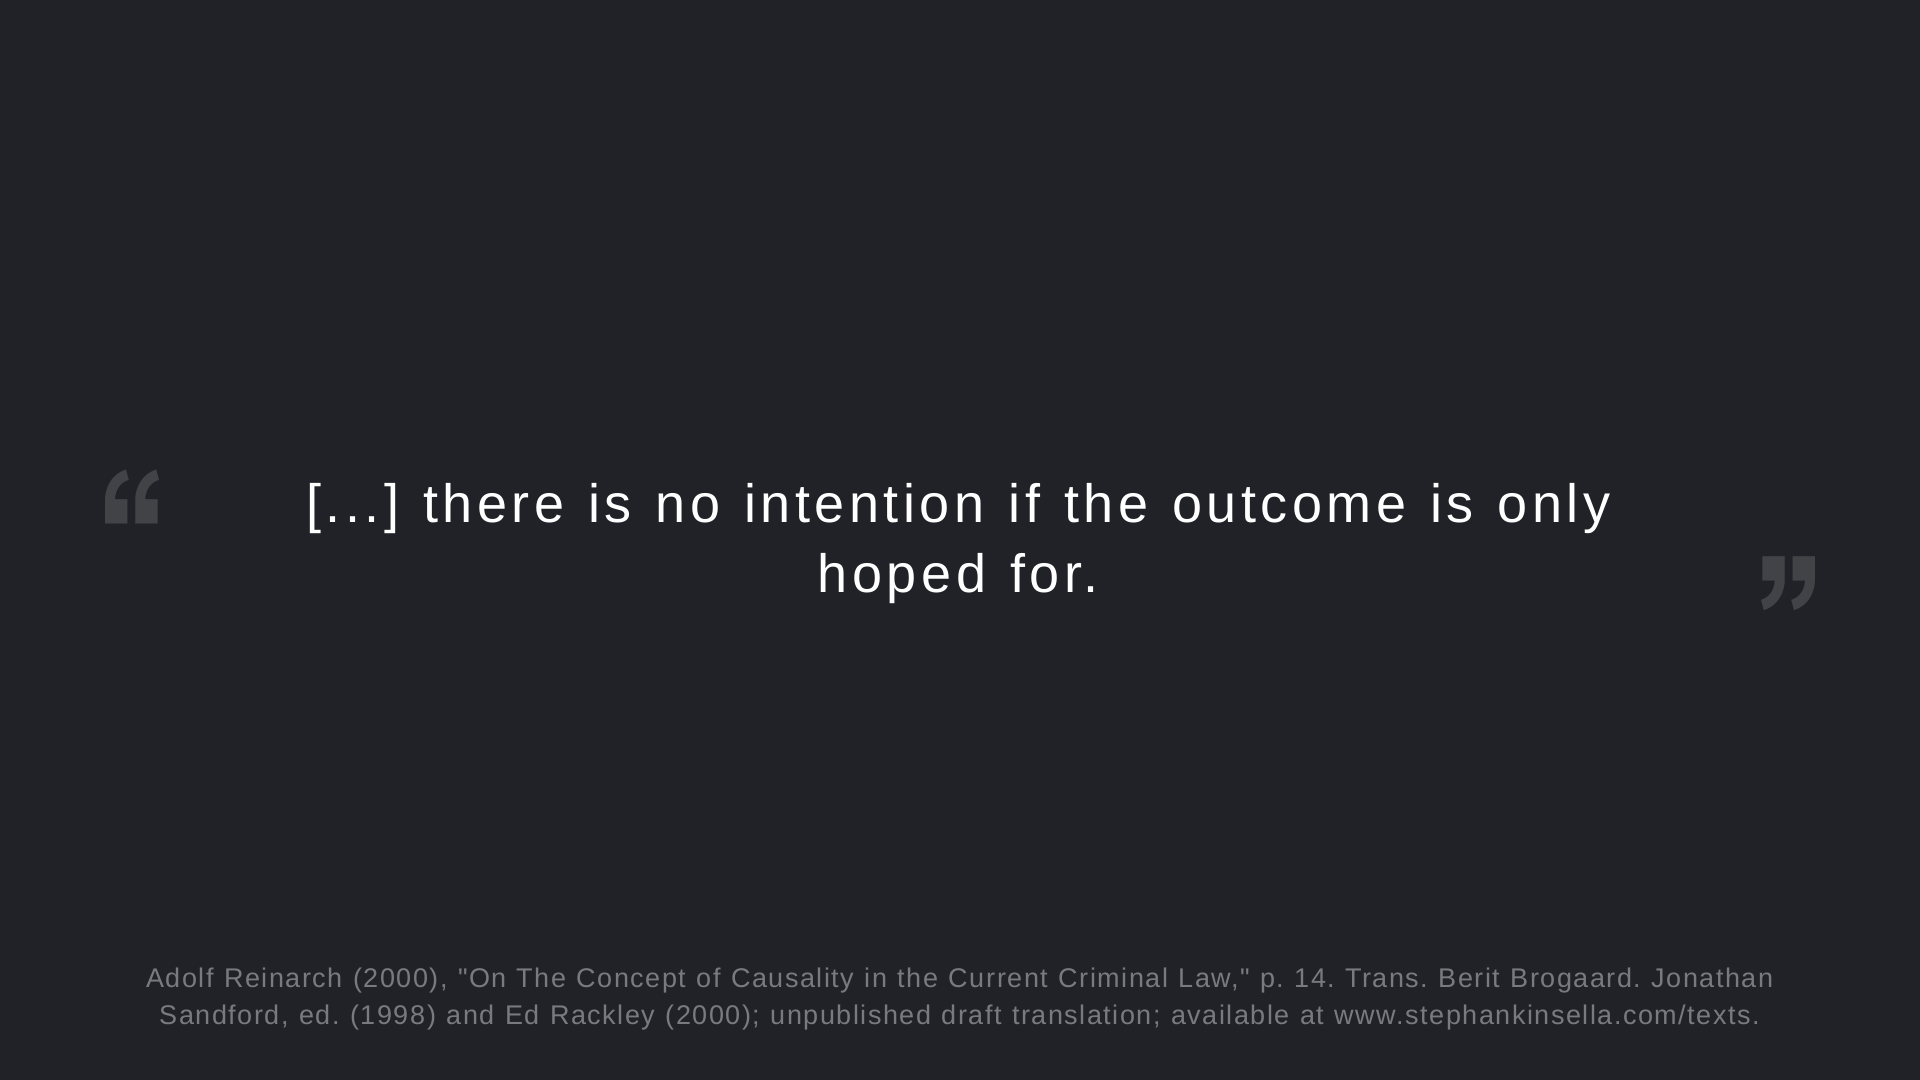 “
[...] there is no intention if the outcome is only
hoped for.
”
Adolf Reinarch (2000), "On The Concept of Causality in the Current Criminal Law," p. 14. Trans. Berit Brogaard. Jonathan
Sandford, ed. (1998) and Ed Rackley (2000); unpublished draft translation; available at www.stephankinsella.com/texts.